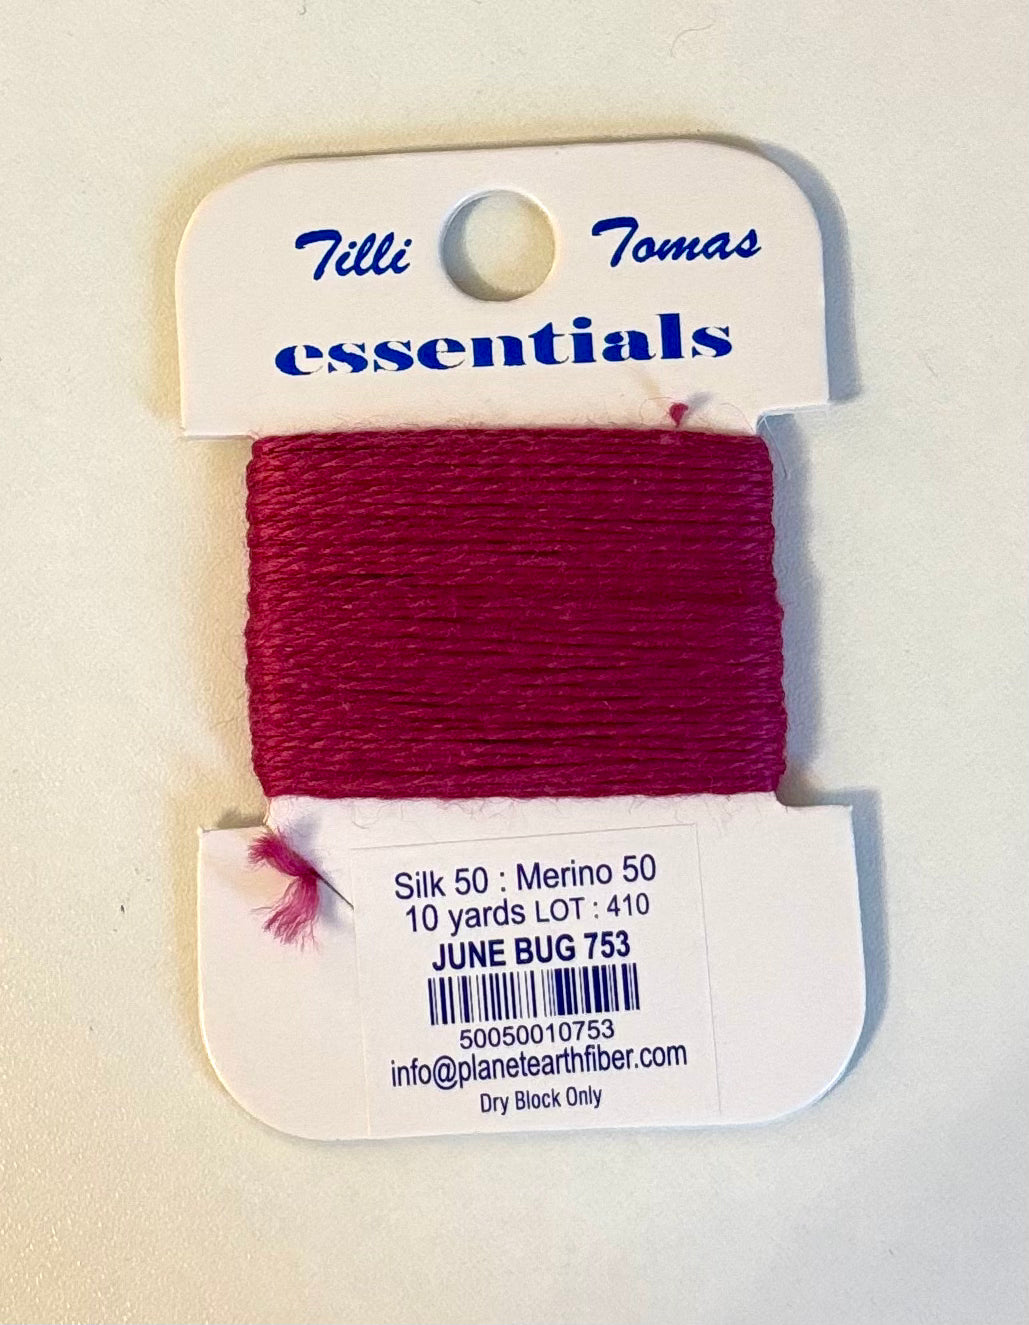 Tilli Tomas
essentials
Silk 50 : Merino 50
10 yards LOT : 410
JUNE BUG 753
50050010753
info@planetearthfiber.com
Dry Block Only